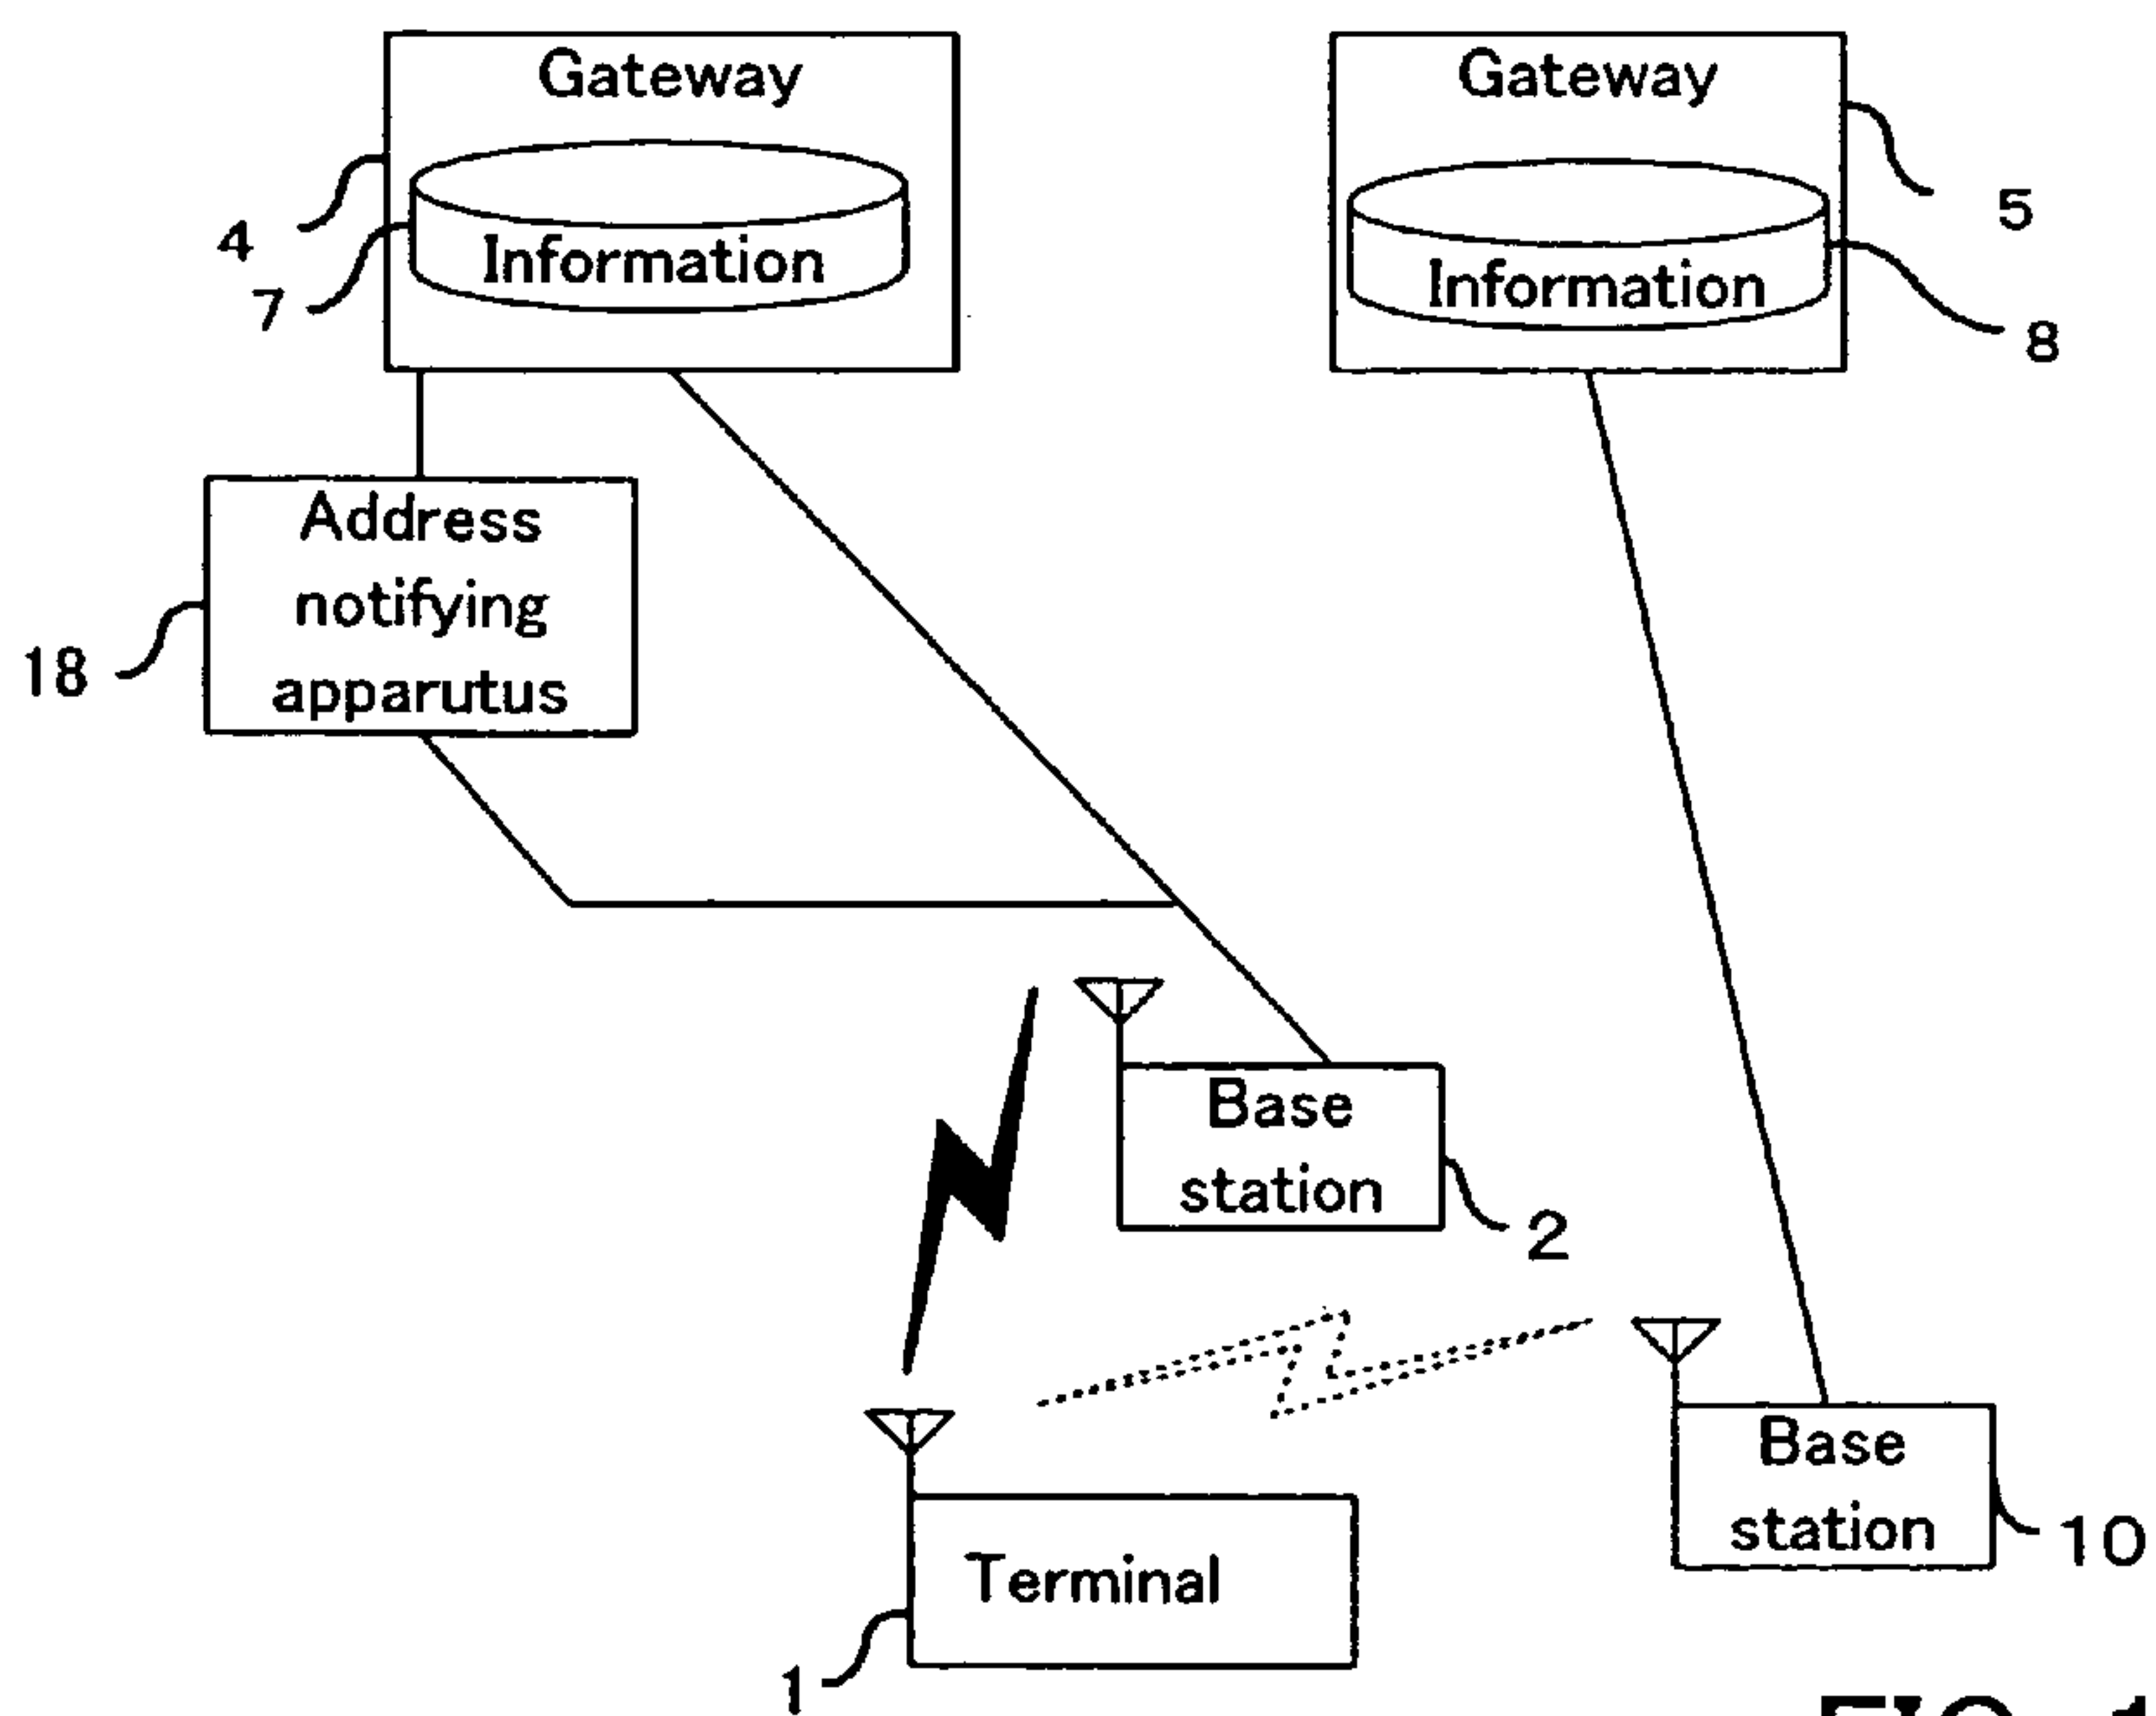 Gateway
Gateway
4
7
Information
5
Information
8
Address
notifying
apparutus
18
Base
station
2
Base
station
10
Terminal
1